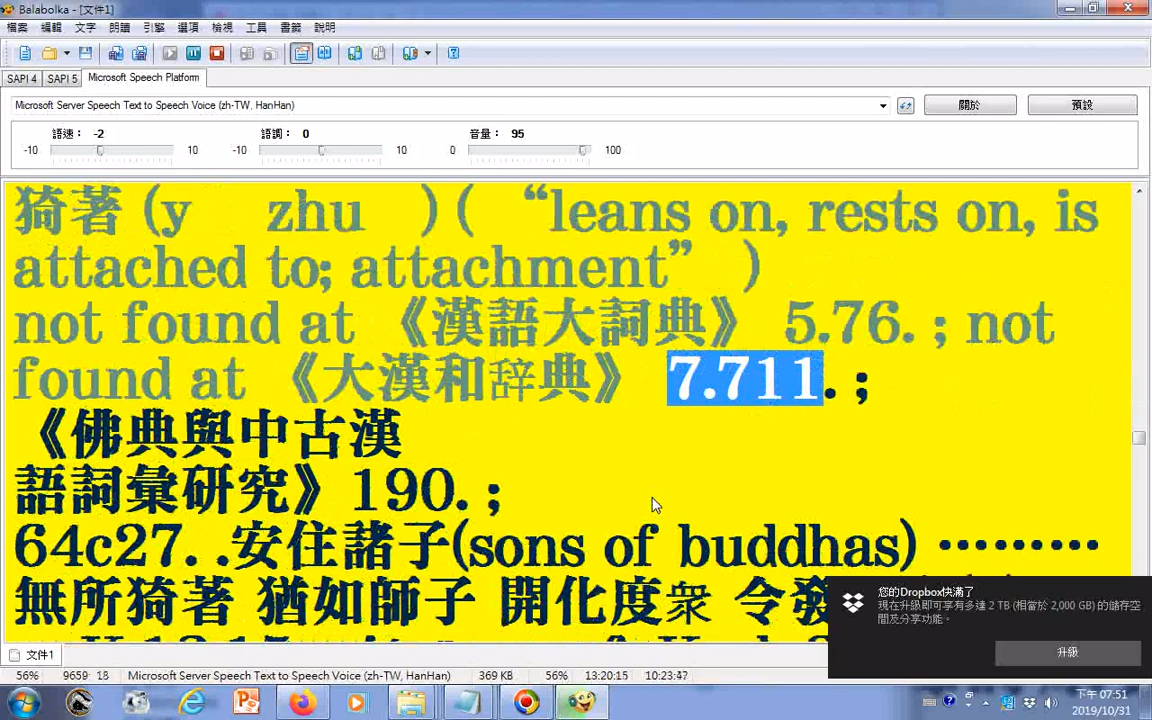 Balabolka - [文件1]
檔案 編輯 文字 朗讀 引擎 選項 檢視 工具 書籤 說明
SAPI 4 SAPI 5 Microsoft Speech Platform
Microsoft Server Speech Text to Speech Voice (zh-TW, HanHan) 關於 預設
語速： -2 語調： 0 音量： 95
-10 10 -10 10 0 100
猗著 (y zhu ) ( “leans on, rests on, is
attached to; attachment” )
not found at 《漢語大詞典》 5.76. ; not
found at 《大漢和辞典》 7.711. ;
《佛典與中古漢
語詞彙研究》190. ;
64c27. .安住諸子(sons of buddhas) ………
無所猗著 猶如師子 開化度衆 令發
您的Dropbox快滿了
現在升級即可享有多達 2 TB (相當於 2,000 GB) 的儲存空
間及分享功能。
升級
文件1
56% 9659: 18 Microsoft Server Speech Text to Speech Voice (zh-TW, HanHan) 369 KB 56% 13:20:15 10:23:47
下午 07:51
2019/10/31